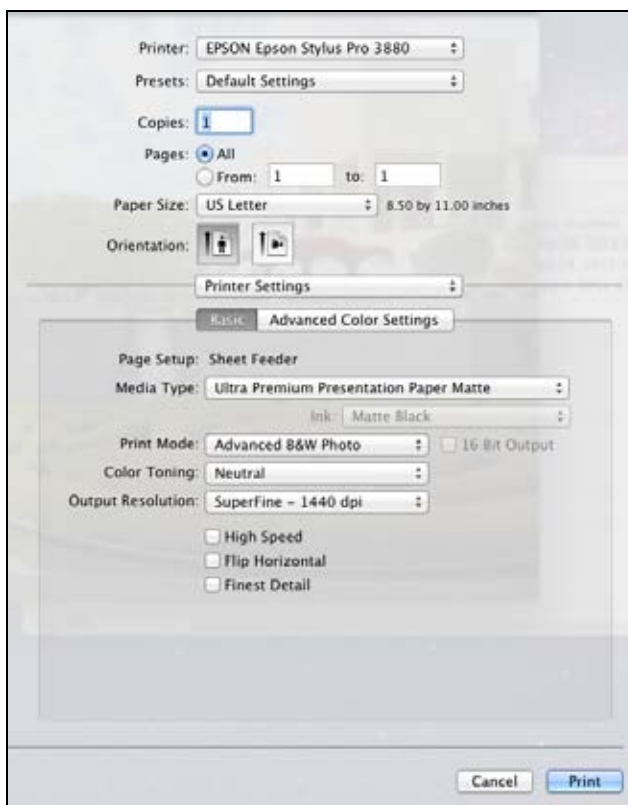 Printer: EPSON Epson Stylus Pro 3880
Presets: Default Settings
Copies: 1
Pages: All
From: 1 to: 1
Paper Size: US Letter 8.50 by 11.00 inches
Orientation:
Printer Settings
Basic Advanced Color Settings
Page Setup: Sheet Feeder
Media Type: Ultra Premium Presentation Paper Matte
Ink: Matte Black
Print Mode: Advanced B&W Photo 16 Bit Output
Color Toning: Neutral
Output Resolution: SuperFine – 1440 dpi
High Speed
Flip Horizontal
Finest Detail
Cancel Print